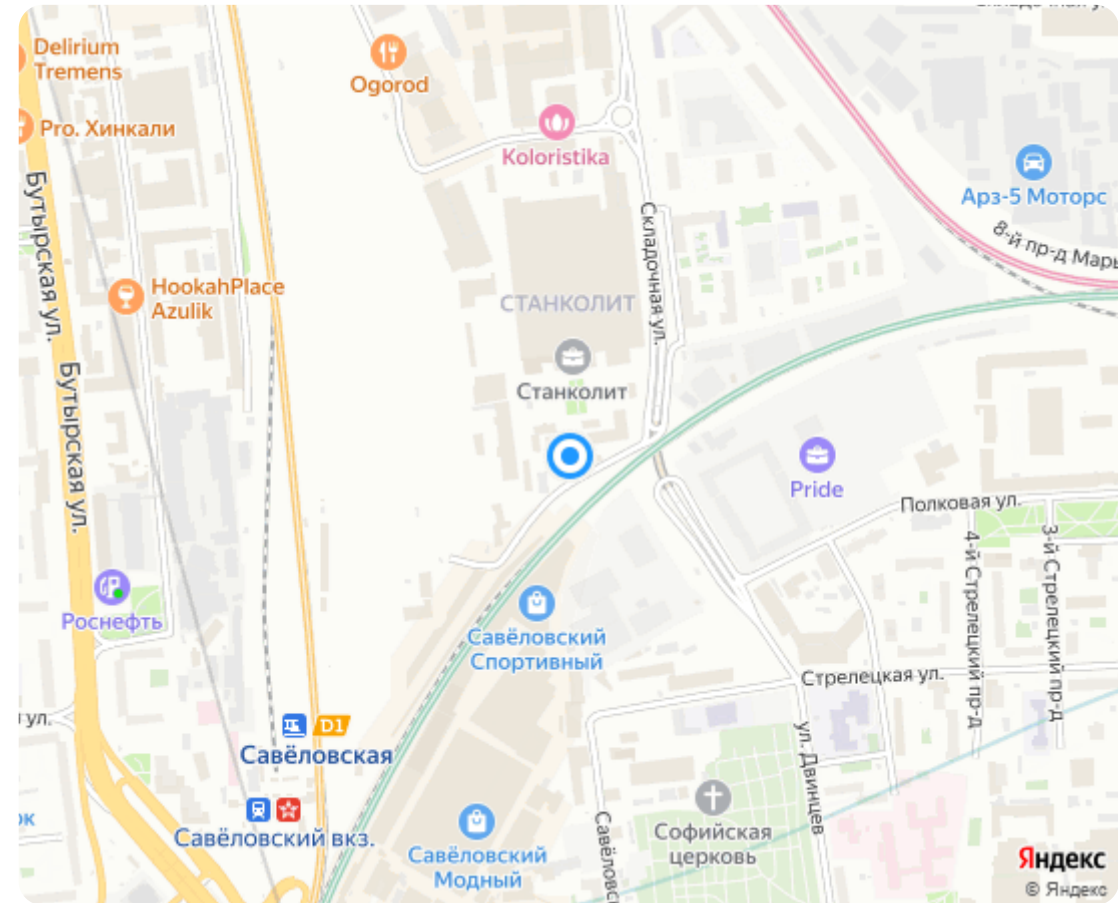 Delirium
Tremens
Ogorod
Pro. Хинкали
Koloristika
Арз-5 Моторс
Бутырская ул.
Складочная ул.
8-й пр-д Марь
HookahPlace
Azulik
СТАНКОЛИТ
Бутырская ул.
Станколит
Pride
Полковая ул.
4-й Стрелецкий пр-д
3-й Стрелецкий пр-д
Роснефть
Савёловский
Спортивный
Стрелецкая ул.
ул.
D1
Савёловская
ул. Двинцев
Савёловский вкз.
ок
Софийская
церковь
Савёловс
Савёловский
Модный
Яндекс
© Яндекс